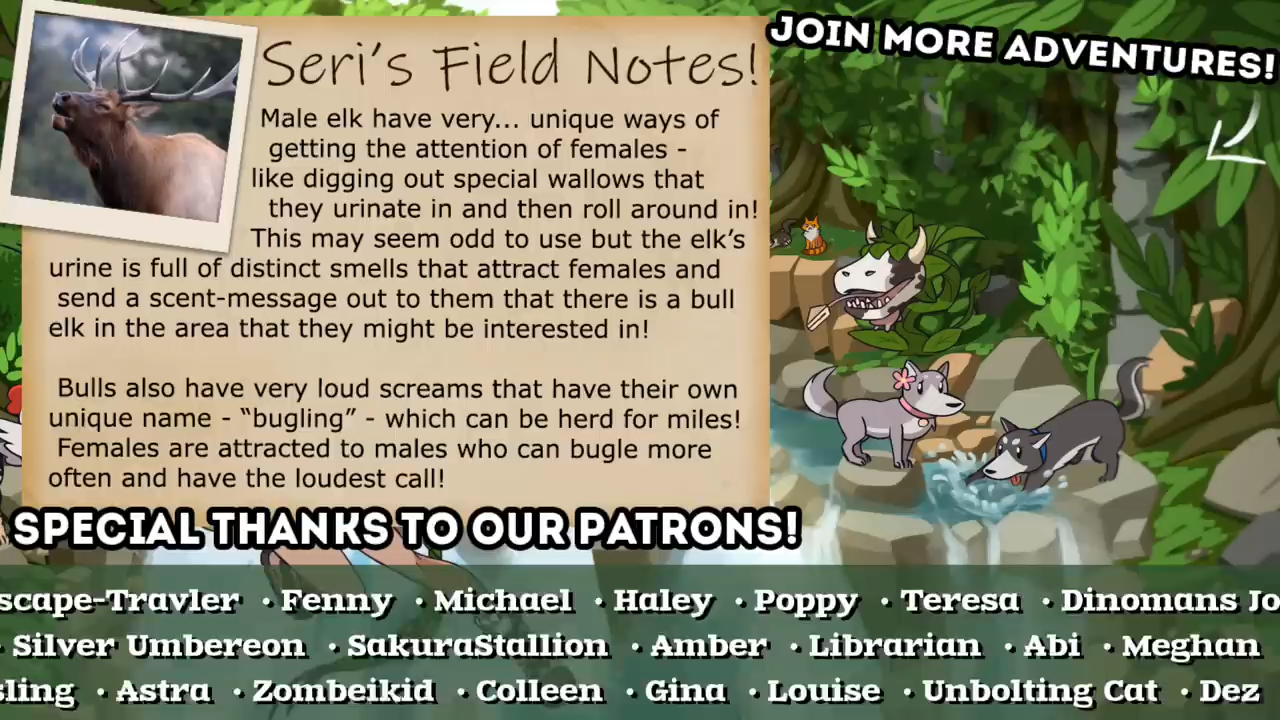 Seri's Field Notes!
JOIN MORE ADVENTURES!
Male elk have very... unique ways of
getting the attention of females -
like digging out special wallows that
they urinate in and then roll around in!
This may seem odd to use but the elk's
urine is full of distinct smells that attract females and
send a scent-message out to them that there is a bull
elk in the area that they might be interested in!
Bulls also have very loud screams that have their own
unique name - “bugling” - which can be herd for miles!
Females are attracted to males who can bugle more
often and have the loudest call!
SPECIAL THANKS TO OUR PATRONS!
scape-Travler · Fenny · Michael · Haley · Poppy · Teresa · Dinomans Jo
· Silver Umbereon · SakuraStallion · Amber · Librarian · Abi · Meghan
sling · Astra · Zombeikid · Colleen · Gina · Louise · Unbolting Cat · Dez